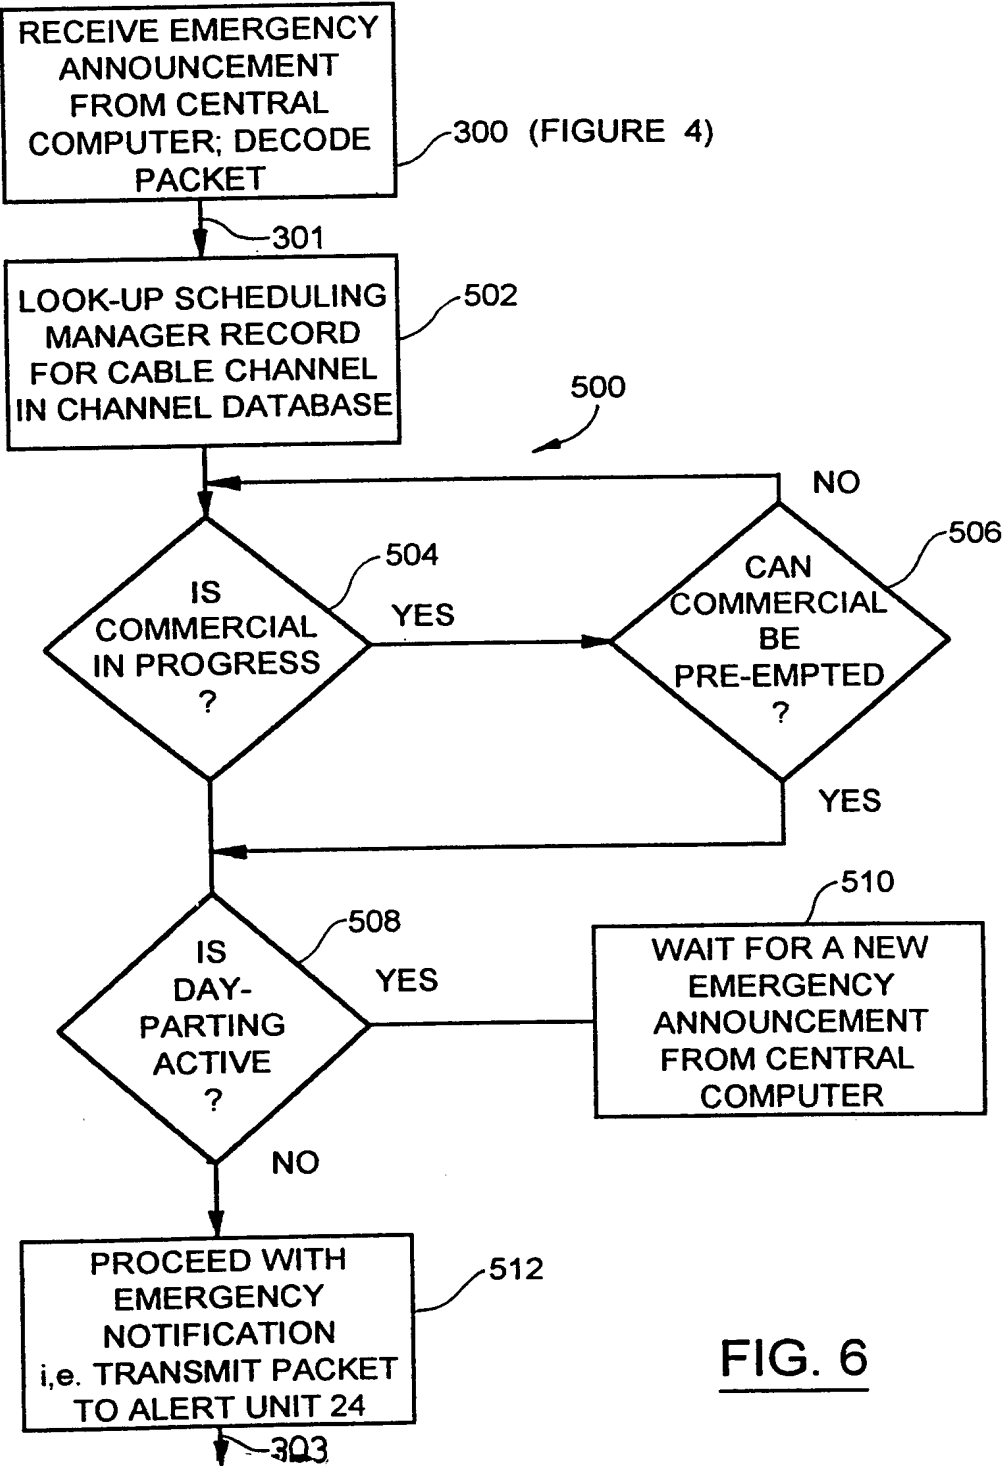 RECEIVE EMERGENCY
ANNOUNCEMENT
FROM CENTRAL
COMPUTER; DECODE
PACKET
300 (FIGURE 4)
301
LOOK-UP SCHEDULING
MANAGER RECORD
FOR CABLE CHANNEL
IN CHANNEL DATABASE
502
500
NO
504
IS
COMMERCIAL
IN PROGRESS
?
YES
506
CAN
COMMERCIAL
BE
PRE-EMPTED
?
YES
508
IS
DAY-
PARTING
ACTIVE
?
YES
510
WAIT FOR A NEW
EMERGENCY
ANNOUNCEMENT
FROM CENTRAL
COMPUTER
NO
PROCEED WITH
EMERGENCY
NOTIFICATION
i,e. TRANSMIT PACKET
TO ALERT UNIT 24
512
303
FIG. 6